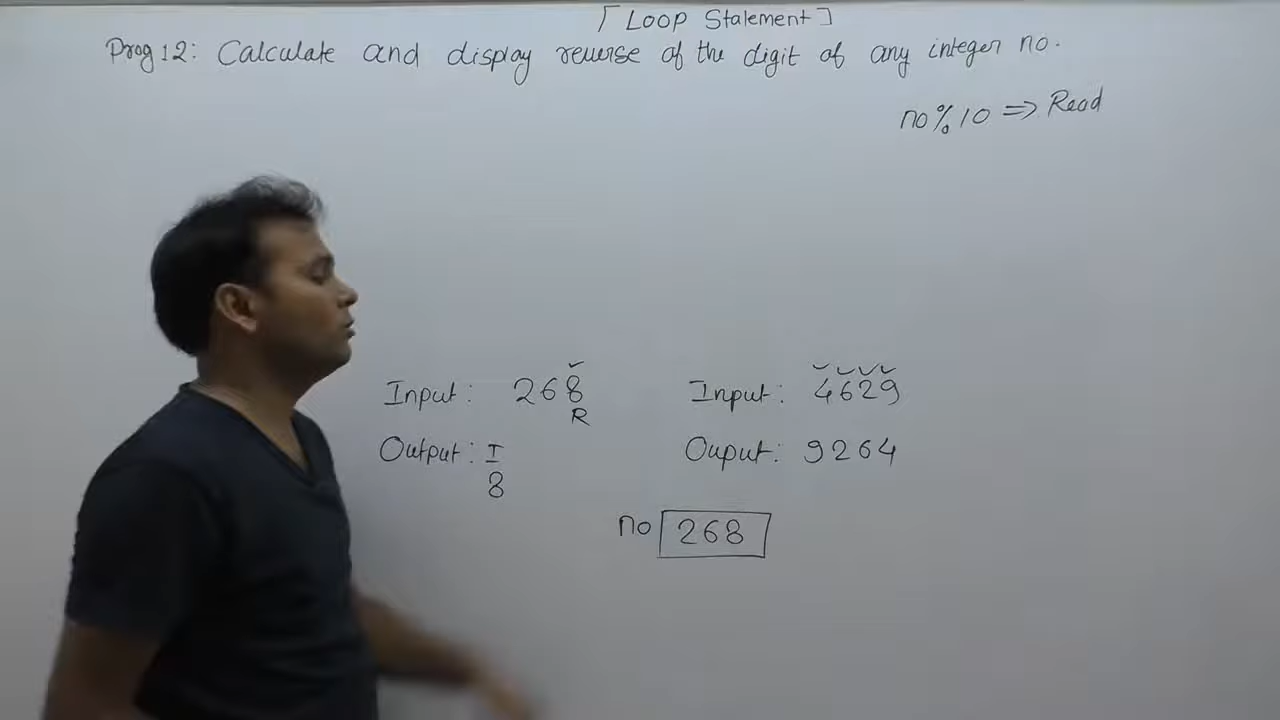 [Loop Statement]
Prog 12: Calculate and display reverse of the digit of any integer no.
no%10 => Read
Input: 268
R
Output: I
8
Input: 4629
Ouput: 9264
no 268